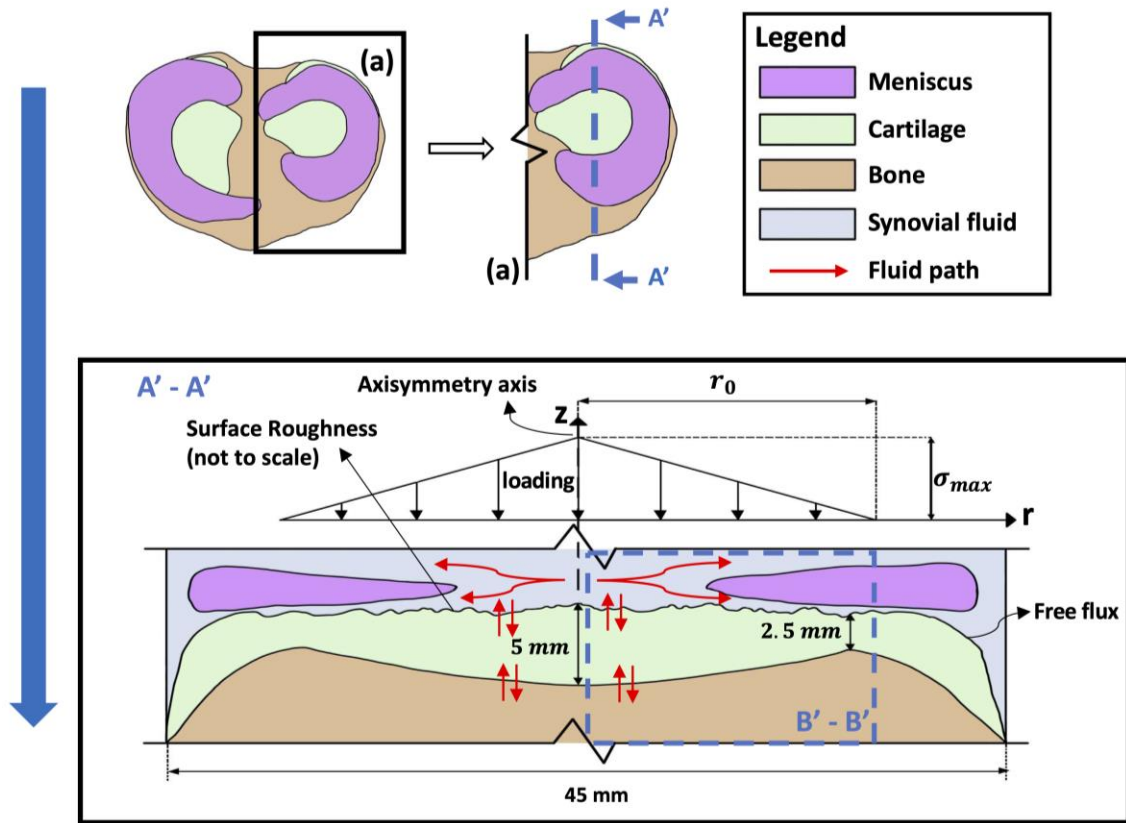 (a)
A'
(a)
A'
Legend
Meniscus
Cartilage
Bone
Synovial fluid
Fluid path
A' - A'
Axisymmetry axis
r₀
Surface Roughness
(not to scale)
z
loading
σₘₐₓ
r
Free flux
5 mm
2.5 mm
B' - B'
45 mm